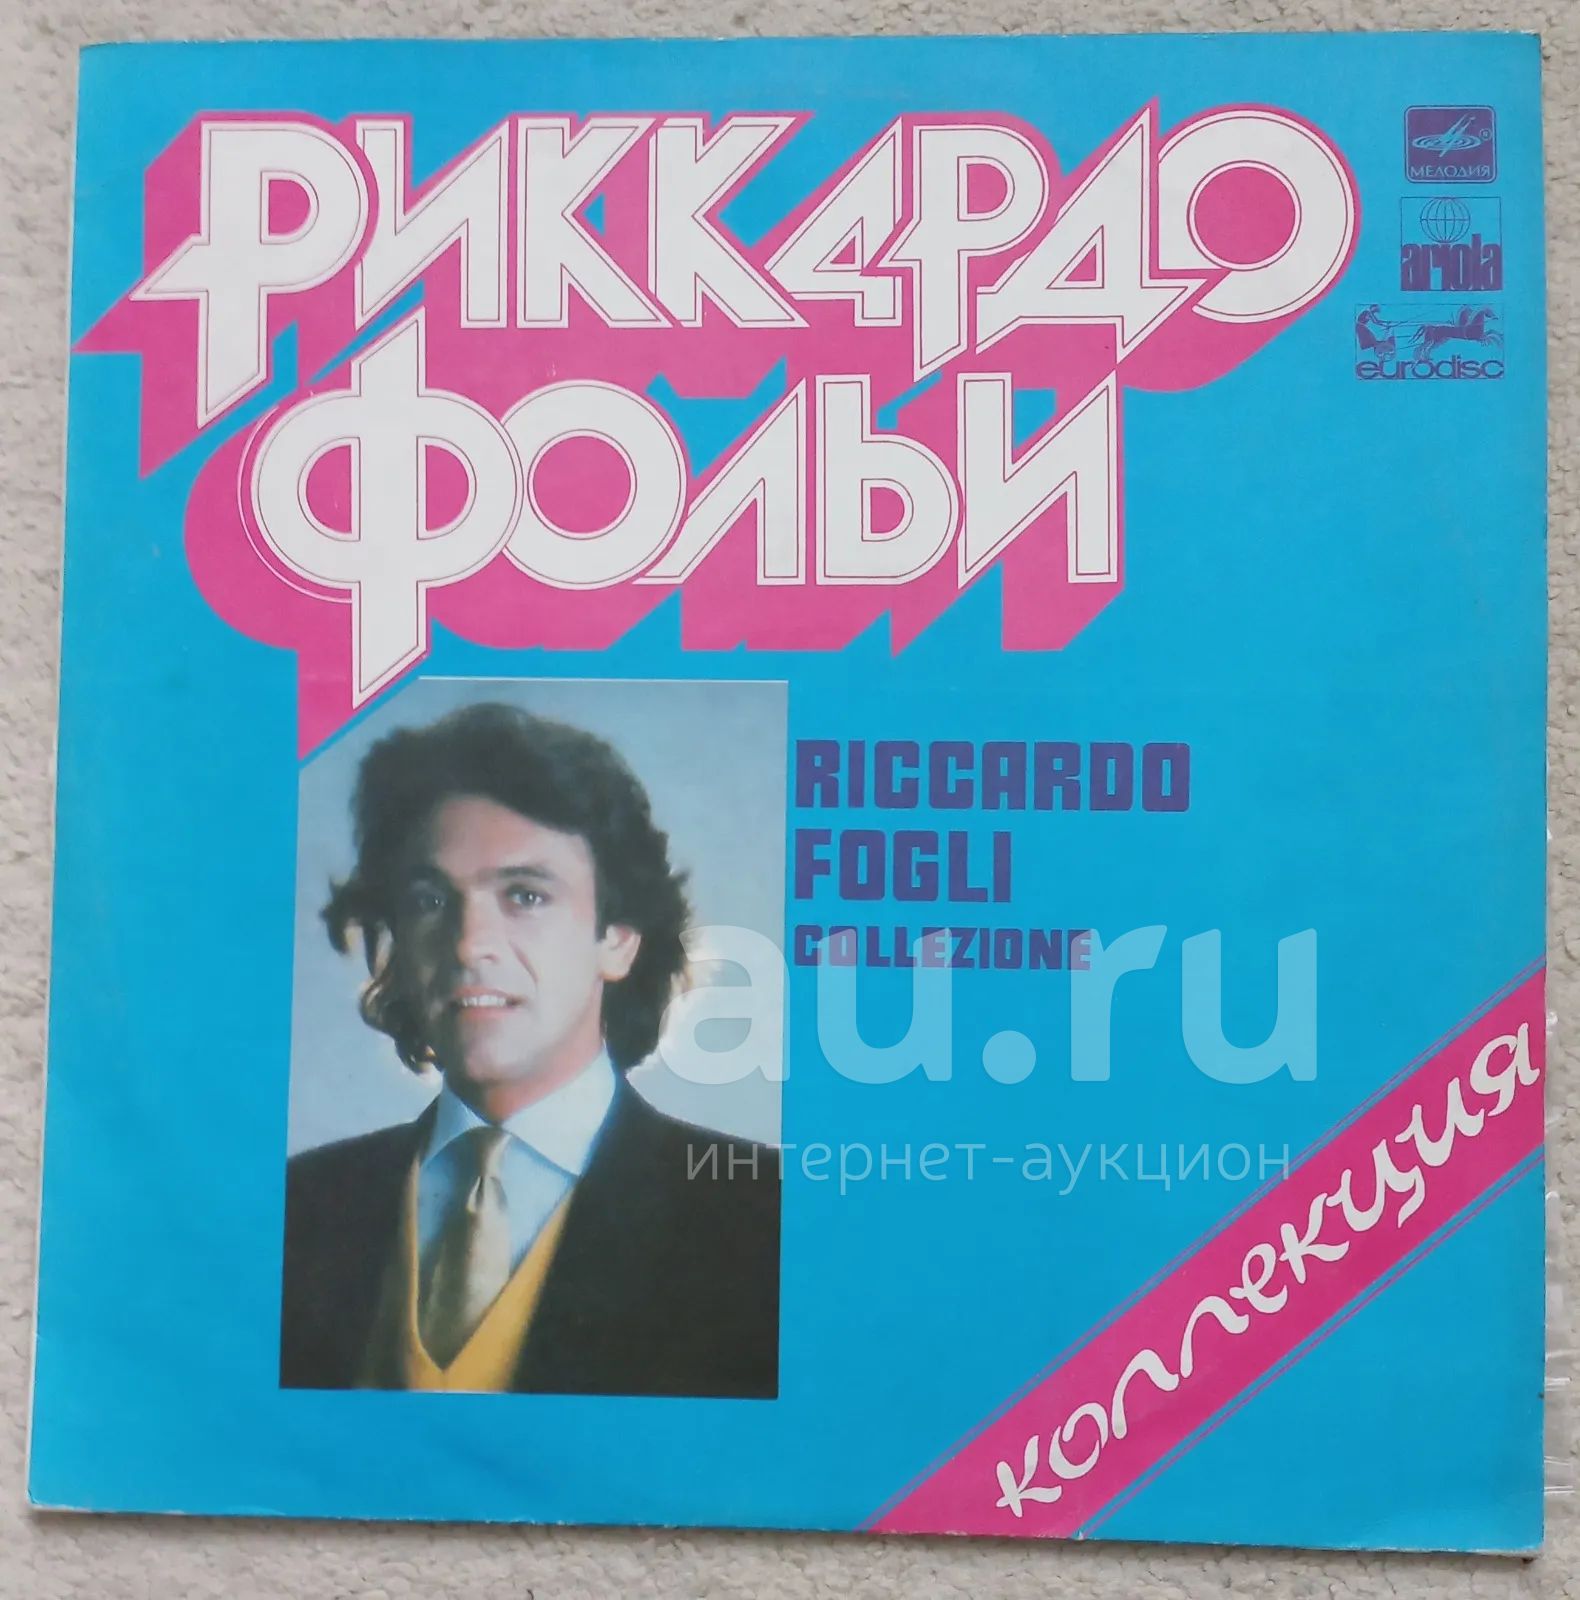 РИККАРДО
ФОЛЬИ
МЕЛОДИЯ
ariola
eurodisc
RICCARDO
FOGLI
COLLEZIONE
au.ru
интернет-аукцион
коллекция